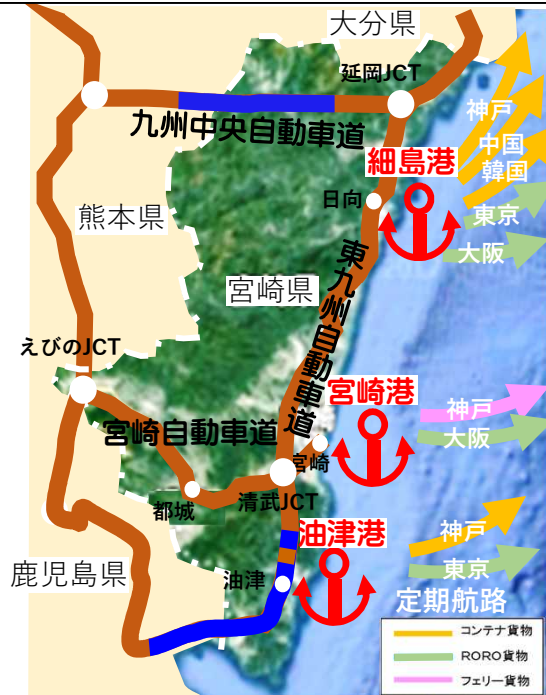 大分県
延岡JCT
九州中央自動車道
神戸
中国
韓国
細島港
日向
東京
大阪
熊本県
宮崎県
東九州自動車道
えびのJCT
宮崎港
神戸
大阪
宮崎自動車道
宮崎
清武JCT
都城
油津港
神戸
東京
鹿児島県
油津
定期航路
コンテナ貨物
RORO貨物
フェリー貨物